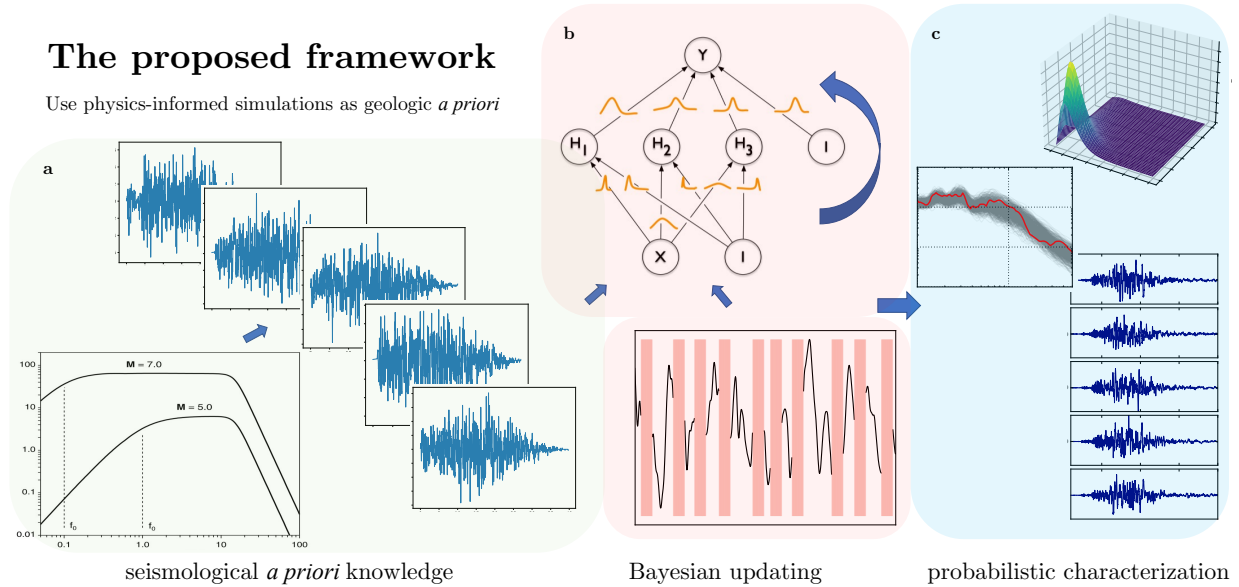 The proposed framework
Use physics-informed simulations as geologic a priori
a
100
10
1.0
0.1
0.01
M = 7.0
M = 5.0
f0
f0
0.1
1.0
10
100
seismological a priori knowledge
b
Y
H1
H2
H3
1
X
1
Bayesian updating
c
probabilistic characterization